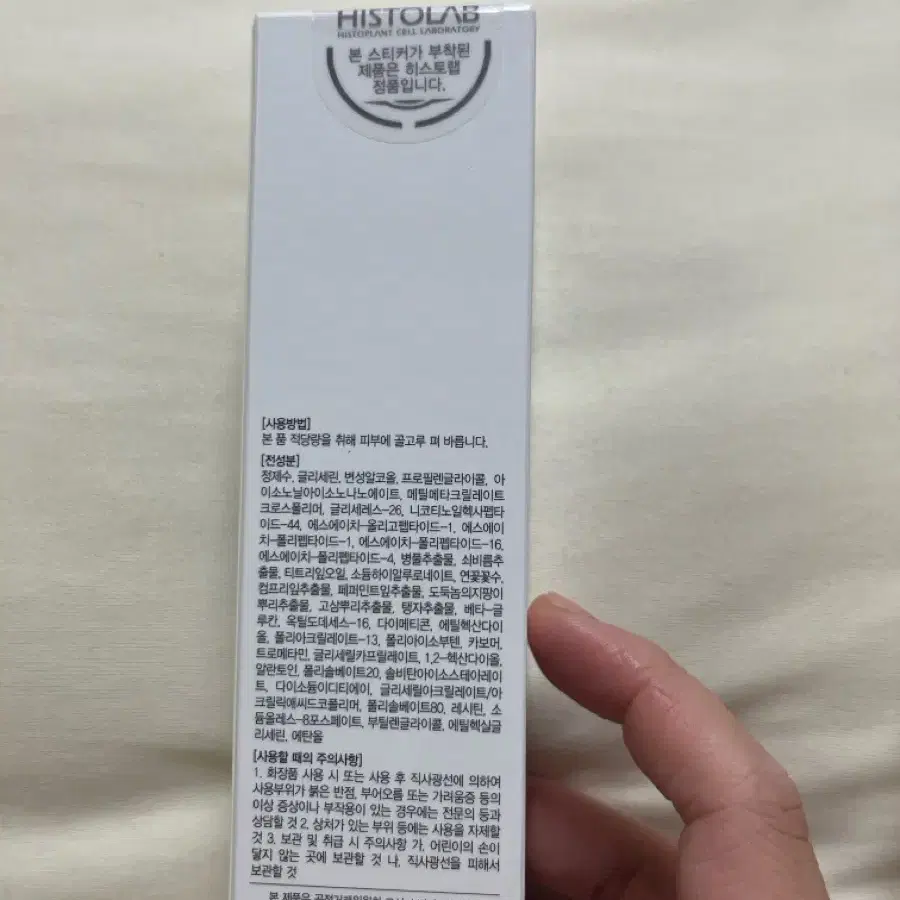 HISTOLAB
HISTOPLANT CELL LABORATORY
본 스티커가 부착된
제품은 히스토랩
정품입니다.
[사용방법]
본 품 적당량을 취해 피부에 골고루 펴 바릅니다.
[전성분]
정제수, 글리세린, 변성알코올, 프로필렌글라이콜, 아
이소노닐아이소노나노에이트, 메틸메타크릴레이트
크로스폴리머, 글리세레스-26, 니코티노일헥사펩타
이드-44, 에스에이치-올리고펩타이드-1, 에스에이
치-폴리펩타이드-1, 에스에이치-폴리펩타이드-16,
에스에이치-폴리펩타이드-4, 병풀추출물, 쇠비름추
출물, 티트리잎오일, 소듐하이알루로네이트, 연꽃꽃수,
컴프리잎추출물, 페퍼민트잎추출물, 도둑놈의지팡이
뿌리추출물, 고삼뿌리추출물, 탱자추출물, 베타-글
루칸, 옥틸도데세스-16, 다이메티콘, 에틸헥산다이
올, 폴리아크릴레이트-13, 폴리아이소부텐, 카보머,
트로메타민, 글리세릴카프릴레이트, 1,2-헥산다이올,
알란토인, 폴리솔베이트20, 솔비탄아이소스테아레이
트, 다이소듐이디티에이, 글리세릴아크릴레이트/아
크릴릭애씨드코폴리머, 폴리솔베이트80, 레시틴, 소
듐올레스-8포스페이트, 부틸렌글라이콜, 에틸헥실글
리세린, 에탄올
[사용할 때의 주의사항]
1. 화장품 사용 시 또는 사용 후 직사광선에 의하여
사용부위가 붉은 반점, 부어오름 또는 가려움증 등의
이상 증상이나 부작용이 있는 경우에는 전문의 등과
상담할 것 2. 상처가 있는 부위 등에는 사용을 자제할
것 3. 보관 및 취급 시 주의사항 가. 어린이의 손이
닿지 않는 곳에 보관할 것 나. 직사광선을 피해서
보관할 것
본 제품은